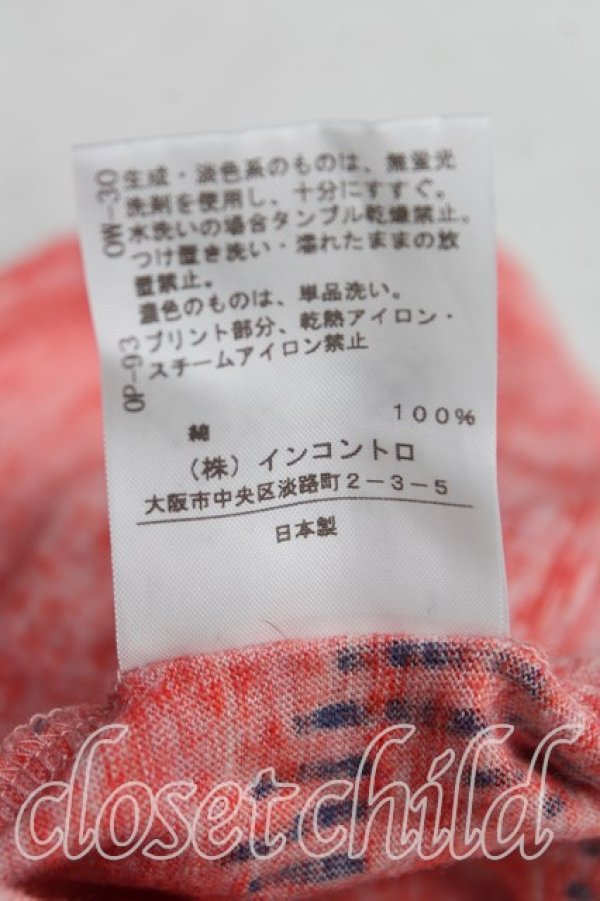 OW-30
生成・淡色系のものは、無蛍光
洗剤を使用し、十分にすすぐ。
水洗いの場合タンブル乾燥禁止。
つけ置き洗い・濡れたままの放
置禁止。
濃色のものは、単品洗い。
OP-93
プリント部分、乾熱アイロン・
スチームアイロン禁止
綿 100%
(株)インコントロ
大阪市中央区淡路町2-3-5
日本製
closetchild